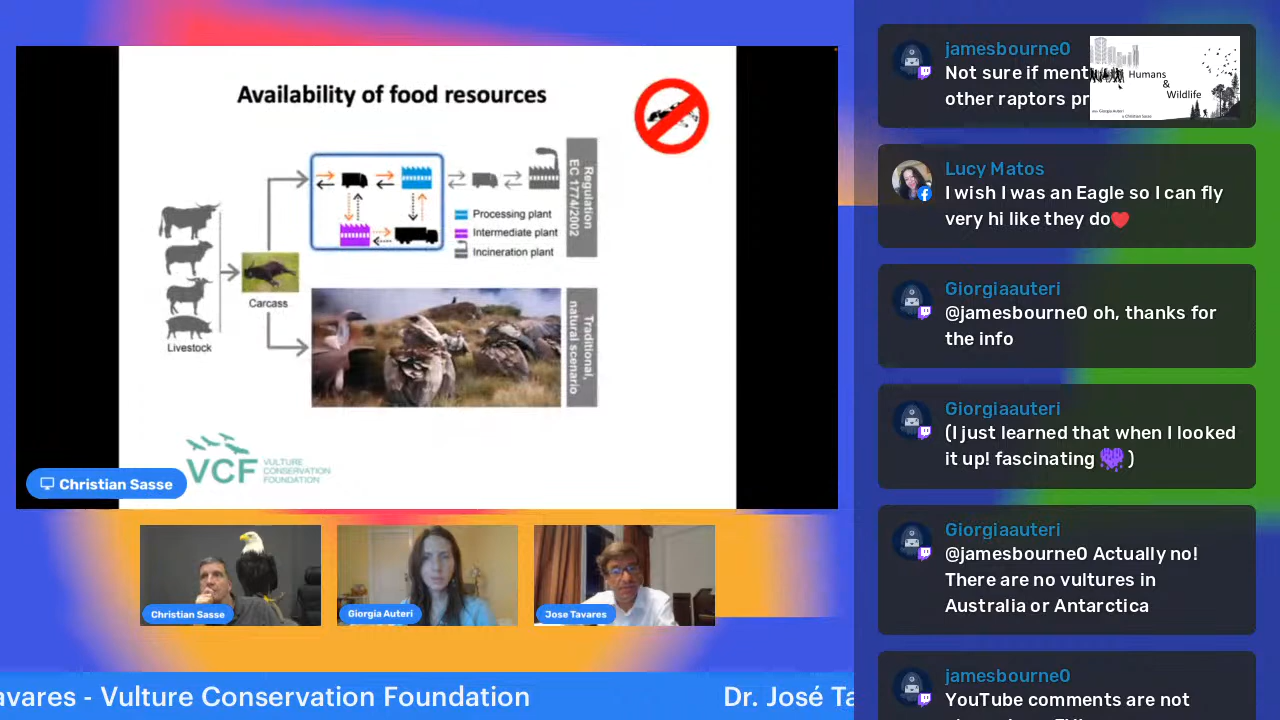 Availability of food resources
Regulation
EC 1774/2002
Processing plant
Intermediate plant
Incineration plant
Carcass
Livestock
Traditional,
natural scenario
VCF
VULTURE
CONSERVATION
FOUNDATION
Christian Sasse
Christian Sasse
Giorgia Auteri
Jose Tavares
avares - Vulture Conservation Foundation
Dr. José Ta
jamesbourne0
Not sure if ment
other raptors pr
Humans
&
Wildlife
Giorgia Auteri
& Christian Sasse
Lucy Matos
I wish I was an Eagle so I can fly
very hi like they do❤️
Giorgiaauteri
@jamesbourne0 oh, thanks for
the info
Giorgiaauteri
(I just learned that when I looked
it up! fascinating )
Giorgiaauteri
@jamesbourne0 Actually no!
There are no vultures in
Australia or Antarctica
jamesbourne0
YouTube comments are not